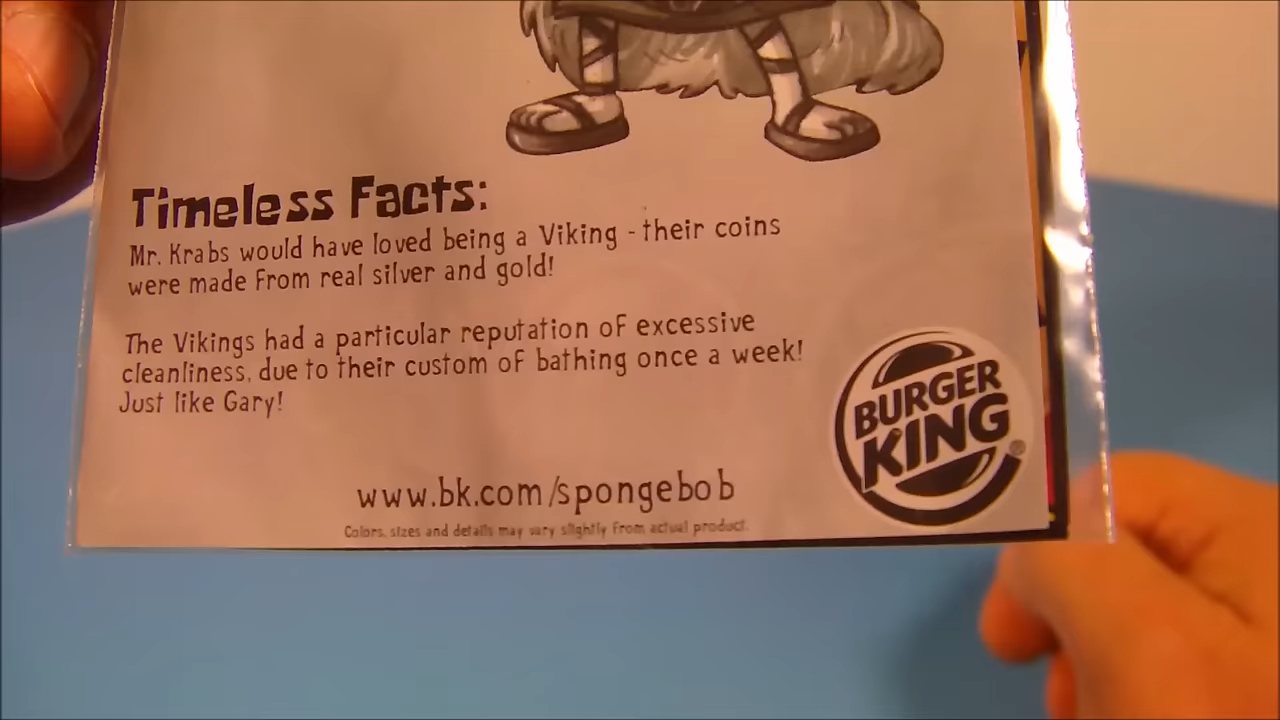 Timeless Facts:
Mr. Krabs would have loved being a Viking - their coins
were made from real silver and gold!
The Vikings had a particular reputation of excessive
cleanliness, due to their custom of bathing once a week!
Just like Gary!
BURGER
KING
®
www.bk.com/spongebob
Colors, sizes and details may vary slightly from actual product.